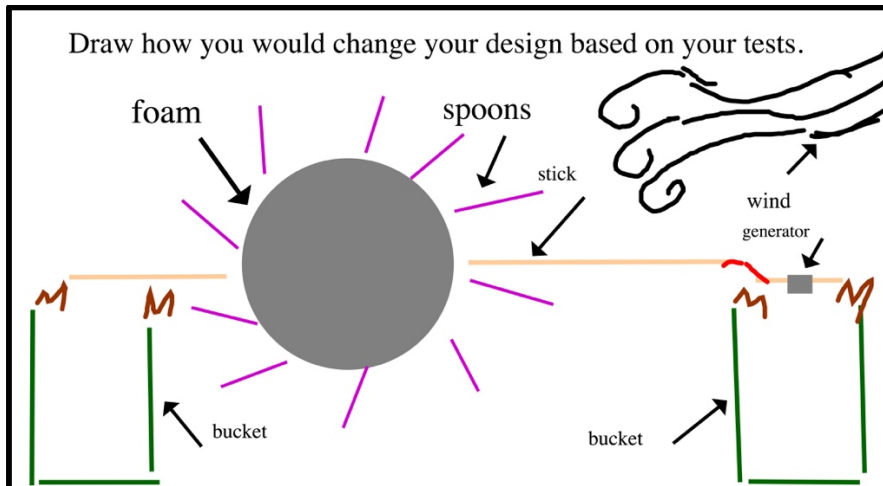 Draw how you would change your design based on your tests.
foam
spoons
stick
wind
generator
bucket
bucket